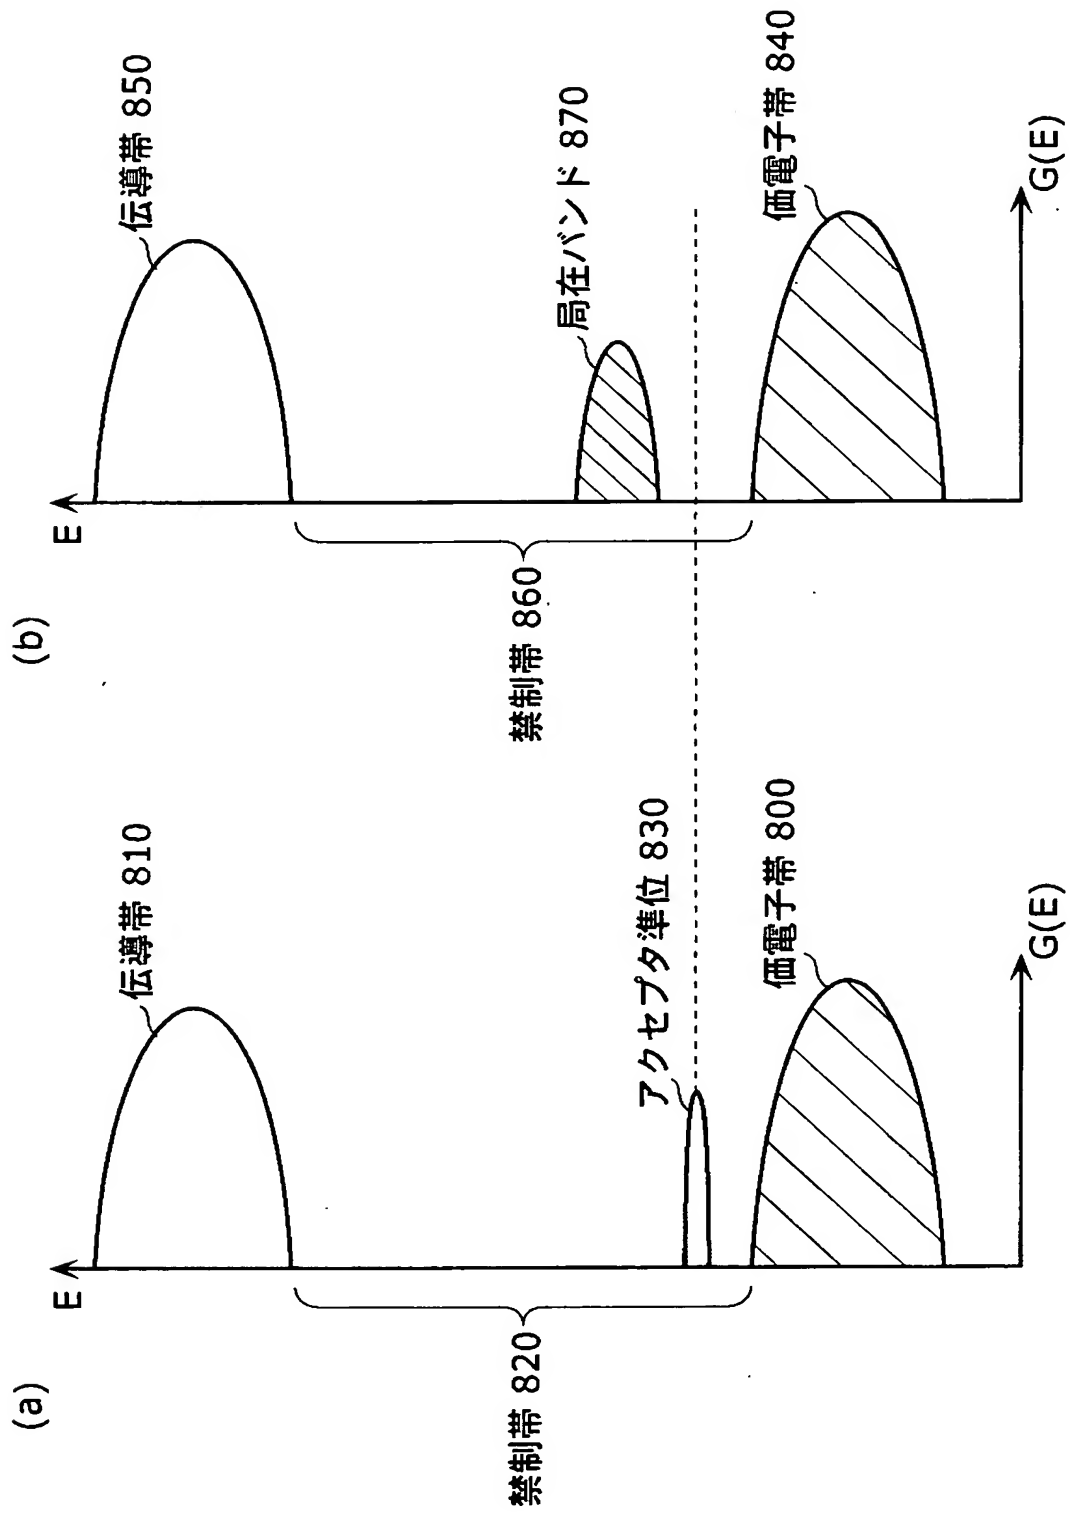 (a)
E
伝導帯 810
禁制帯 820
アクセプタ準位 830
価電子帯 800
G(E)
(b)
E
伝導帯 850
禁制帯 860
局在バンド 870
価電子帯 840
G(E)